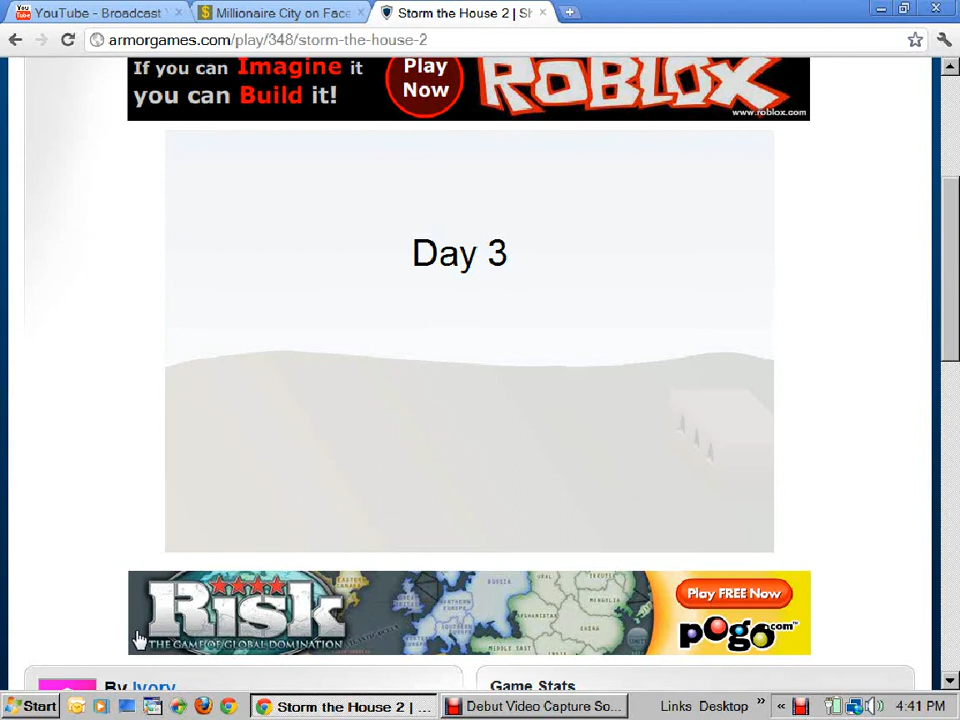 YouTube - Broadcast
Millionaire City on Face
Storm the House 2 | Sh
armorgames.com/play/348/storm-the-house-2
If you can Imagine it
you can Build it!
Play
Now
ROBLOX
www.roblox.com
Day 3
RISK
THE GAME OF GLOBAL DOMINATION
Play FREE Now
pogo.com™
By Ivory
Game Stats
Start
Storm the House 2 | ...
Debut Video Capture So...
Links
Desktop
»
«
4:41 PM